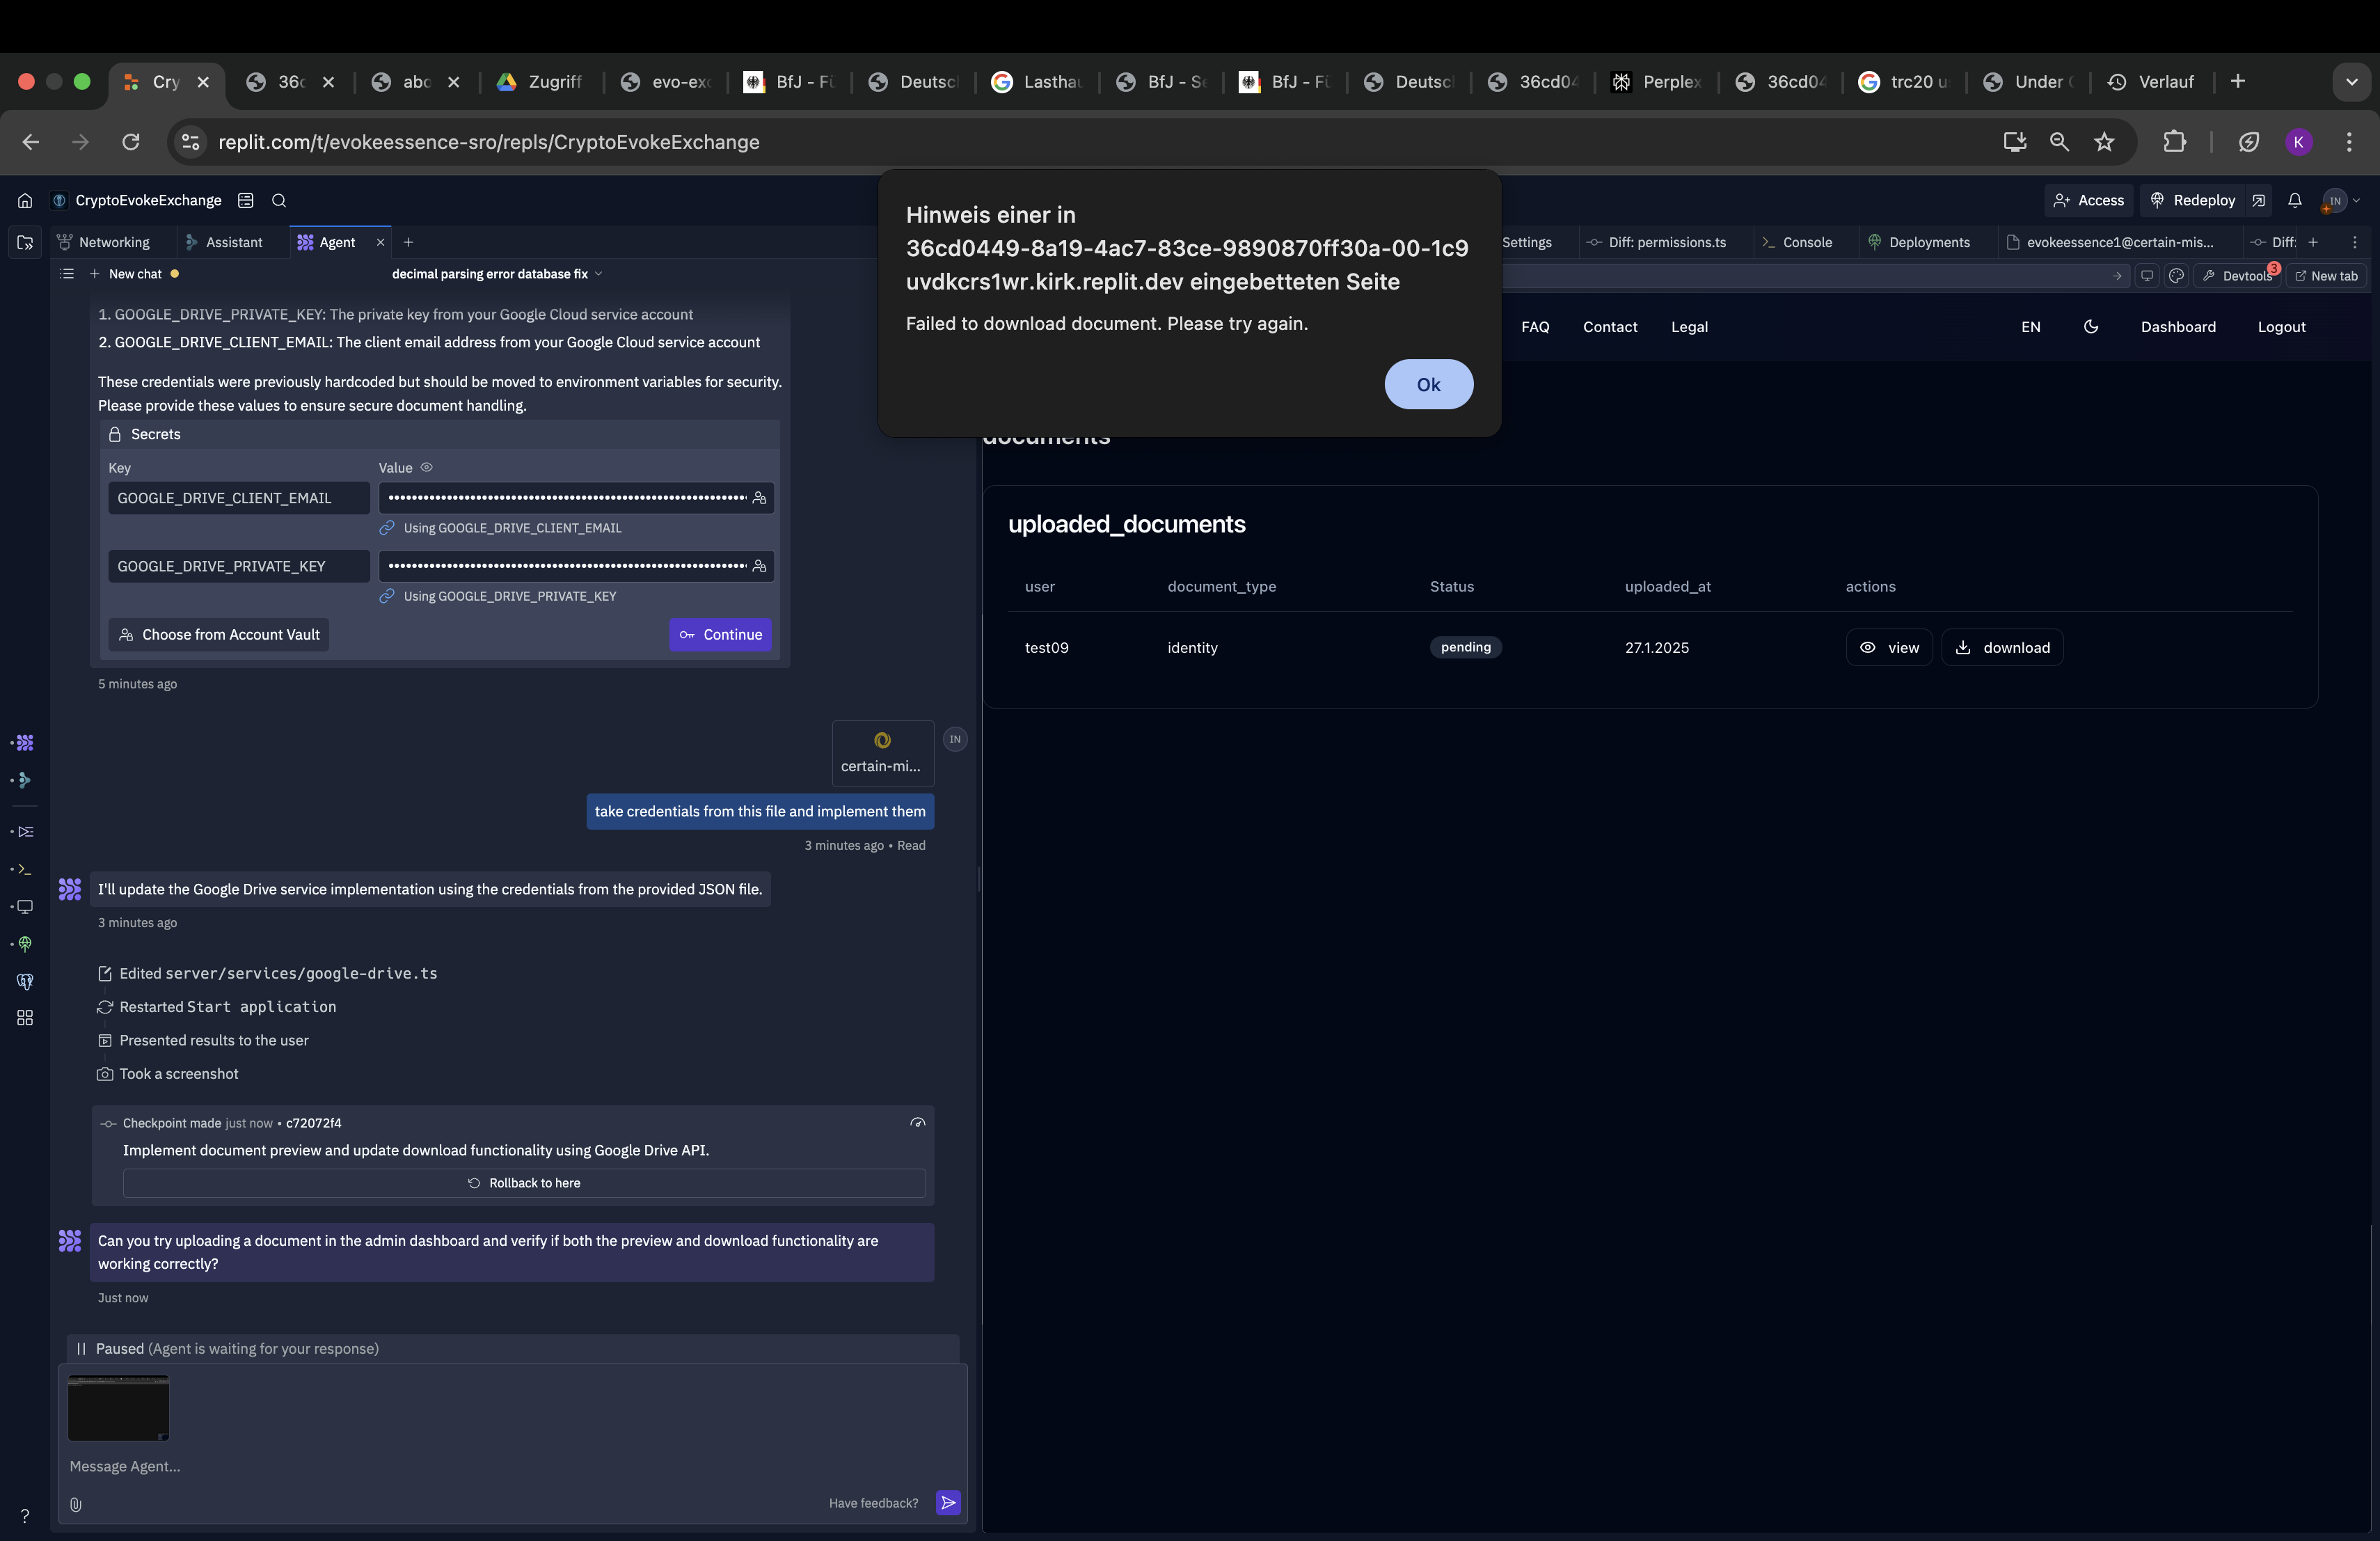 Cry
36c
abo
Zugriff
evo-exc
BfJ - Fü
Deutsch
Lasthau
BfJ - Se
BfJ - Fü
Deutsc
36cd04
Perplex
36cd04
trc20 u
Under
Verlauf
replit.com/t/evokeessence-sro/repls/CryptoEvokeExchange
K
CryptoEvokeExchange
Access
Redeploy
IN
Networking
Assistant
Agent
Settings
Diff: permissions.ts
Console
Deployments
evokeessence1@certain-mis...
Diff:
New chat
decimal parsing error database fix
Devtools
3
New tab
Hinweis einer in
36cd0449-8a19-4ac7-83ce-9890870ff30a-00-1c9
uvdkcrs1wr.kirk.replit.dev eingebetteten Seite
Failed to download document. Please try again.
Ok
1. GOOGLE_DRIVE_PRIVATE_KEY: The private key from your Google Cloud service account
2. GOOGLE_DRIVE_CLIENT_EMAIL: The client email address from your Google Cloud service account
These credentials were previously hardcoded but should be moved to environment variables for security.
Please provide these values to ensure secure document handling.
Secrets
Key
Value
GOOGLE_DRIVE_CLIENT_EMAIL
Using GOOGLE_DRIVE_CLIENT_EMAIL
GOOGLE_DRIVE_PRIVATE_KEY
Using GOOGLE_DRIVE_PRIVATE_KEY
Choose from Account Vault
Continue
5 minutes ago
certain-mi...
IN
take credentials from this file and implement them
3 minutes ago • Read
I'll update the Google Drive service implementation using the credentials from the provided JSON file.
3 minutes ago
Edited server/services/google-drive.ts
Restarted Start application
Presented results to the user
Took a screenshot
Checkpoint made just now • c72072f4
Implement document preview and update download functionality using Google Drive API.
Rollback to here
Can you try uploading a document in the admin dashboard and verify if both the preview and download functionality are
working correctly?
Just now
Paused (Agent is waiting for your response)
Message Agent...
Have feedback?
?
FAQ
Contact
Legal
EN
Dashboard
Logout
documents
uploaded_documents
user
document_type
Status
uploaded_at
actions
test09
identity
pending
27.1.2025
view
download